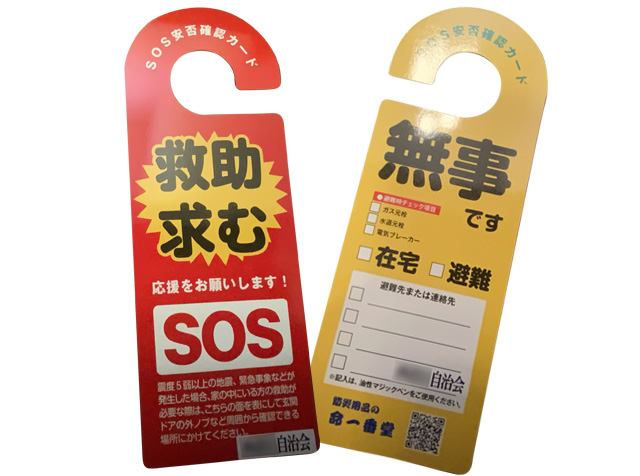 SOS安否確認カード
救助
求む
応援をお願いします！
SOS
震度5弱以上の地震、緊急事象などが
発生した場合、家の中にいる方の救助が
必要な際は、こちらの面を表にして玄関
ドアの外ノブなど周囲から確認できる
場所にかけてください。
自治会
SOS安否確認カード
無事
です
●避難時チェック項目
ガス元栓
水道元栓
電気ブレーカー
在宅 避難
避難先または連絡先
自治会
※記入は、油性マジックペンをご使用ください。
防災用品の
命一番堂